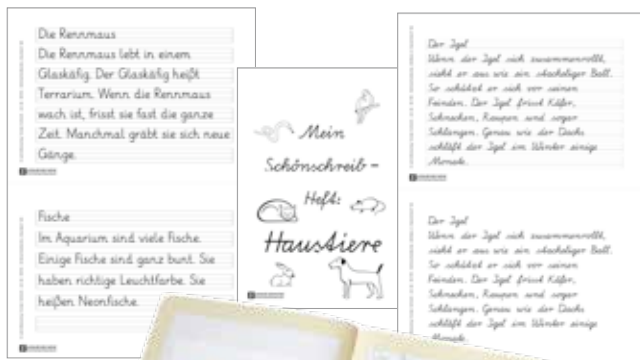 Die Rennmaus
Die Rennmaus lebt in einem
Glaskäfig. Der Glaskäfig heißt
Terrarium. Wenn die Rennmaus
wach ist, frisst sie fast die ganze
Zeit. Manchmal gräbt sie sich neue
Gänge.
Fische
Im Aquarium sind viele Fische.
Einige Fische sind ganz bunt. Sie
haben richtige Leuchtfarbe. Sie
heißen Neonfische.
Mein
Schönschreib-
Heft:
Haustiere
Der Igel
Wenn der Igel sich zusammenrollt,
sieht er aus wie ein stacheliger Ball.
So schützt er sich vor seinen
Feinden. Der Igel frisst Käfer,
Schnecken, Raupen und sogar
Schlangen. Genau wie der Dachs
schläft der Igel im Winter einige
Monate.
Der Igel
Wenn der Igel sich zusammenrollt,
sieht er aus wie ein stacheliger Ball.
So schützt er sich vor seinen
Feinden. Der Igel frisst Käfer,
Schnecken, Raupen und sogar
Schlangen. Genau wie der Dachs
schläft der Igel im Winter einige
Monate.